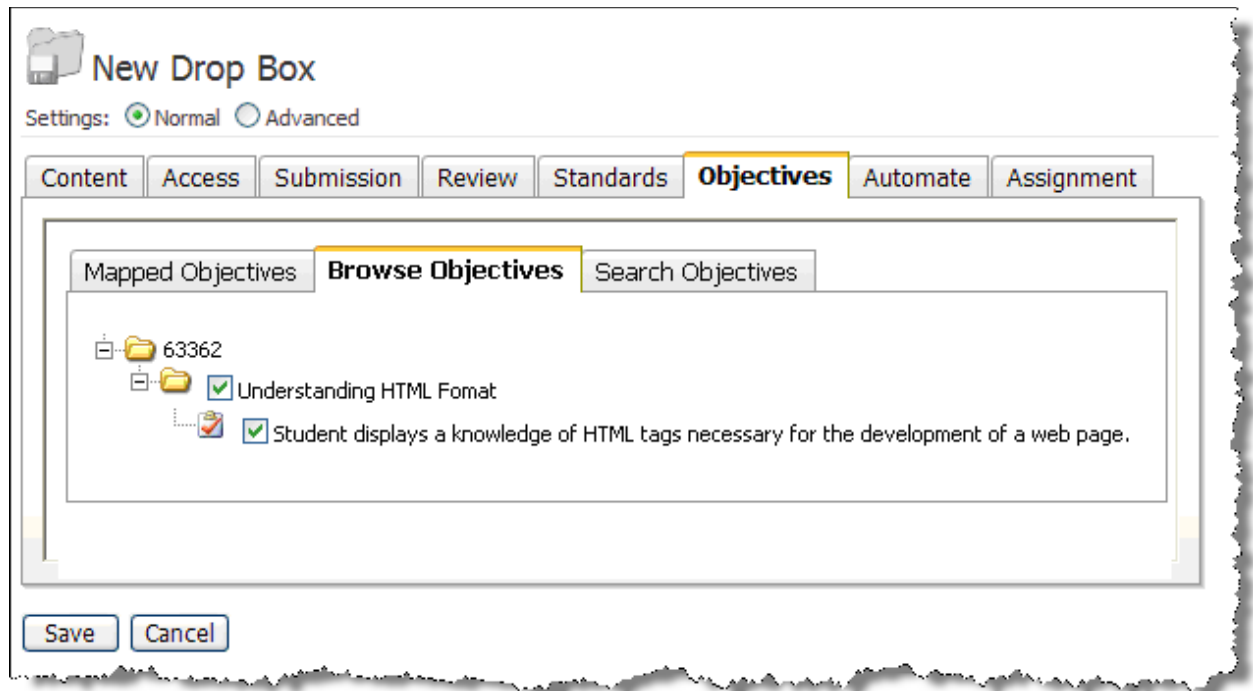 New Drop Box
Settings: Normal Advanced
Content Access Submission Review Standards Objectives Automate Assignment
Mapped Objectives Browse Objectives Search Objectives
63362
Understanding HTML Fomat
Student displays a knowledge of HTML tags necessary for the development of a web page.
Save Cancel